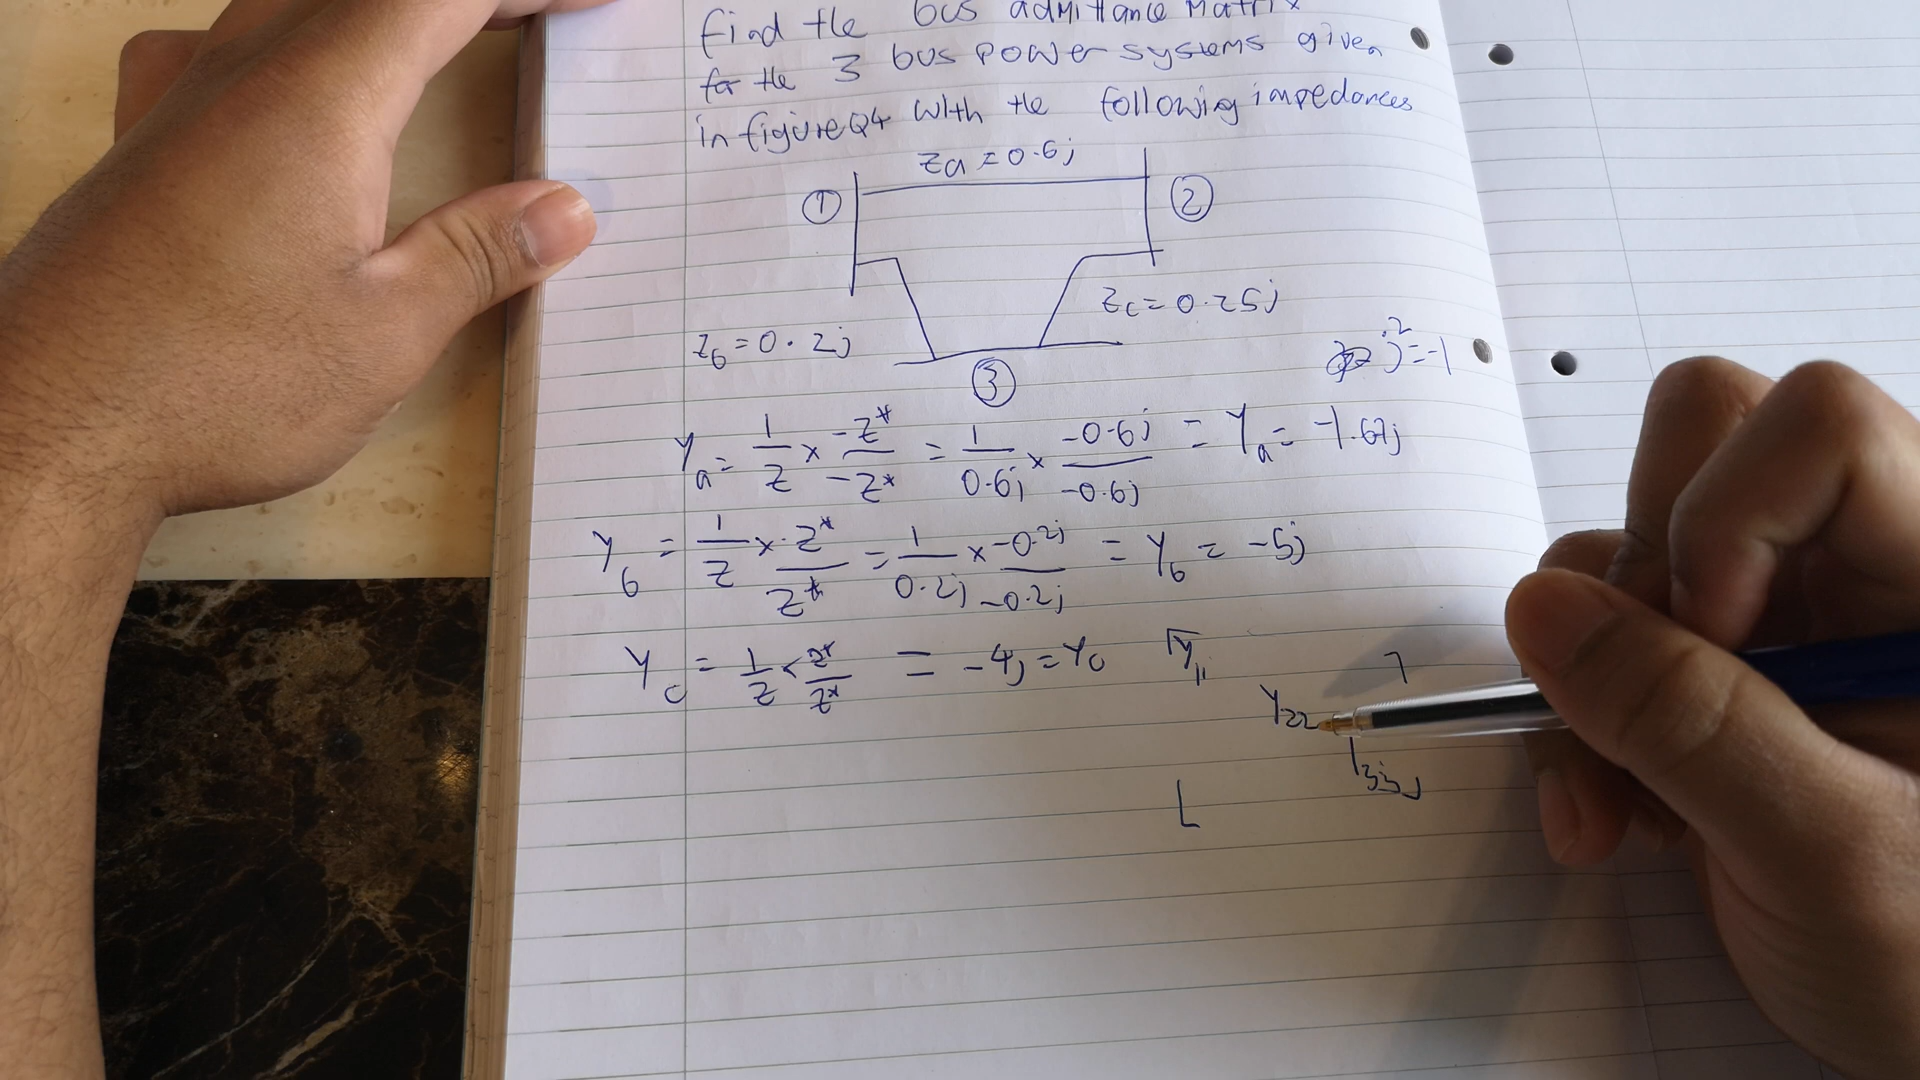 find the bus admittance Matrix
for the 3 bus power systems given
in figure Q4 with the following impedances
Za = 0.6j
① ②
Zc = 0.25j
Zb = 0.2j
j² = -1
③
Ya = 1/Z × -Z*/-Z* = 1/0.6j × -0.6j/-0.6j = Ya = -1.67j
Yb = 1/Z × Z*/Z* = 1/0.2j × -0.2j/-0.2j = Yb = -5j
Yc = 1/Z × Z*/Z* = -4j = Yc
Y11
Y22
Y33